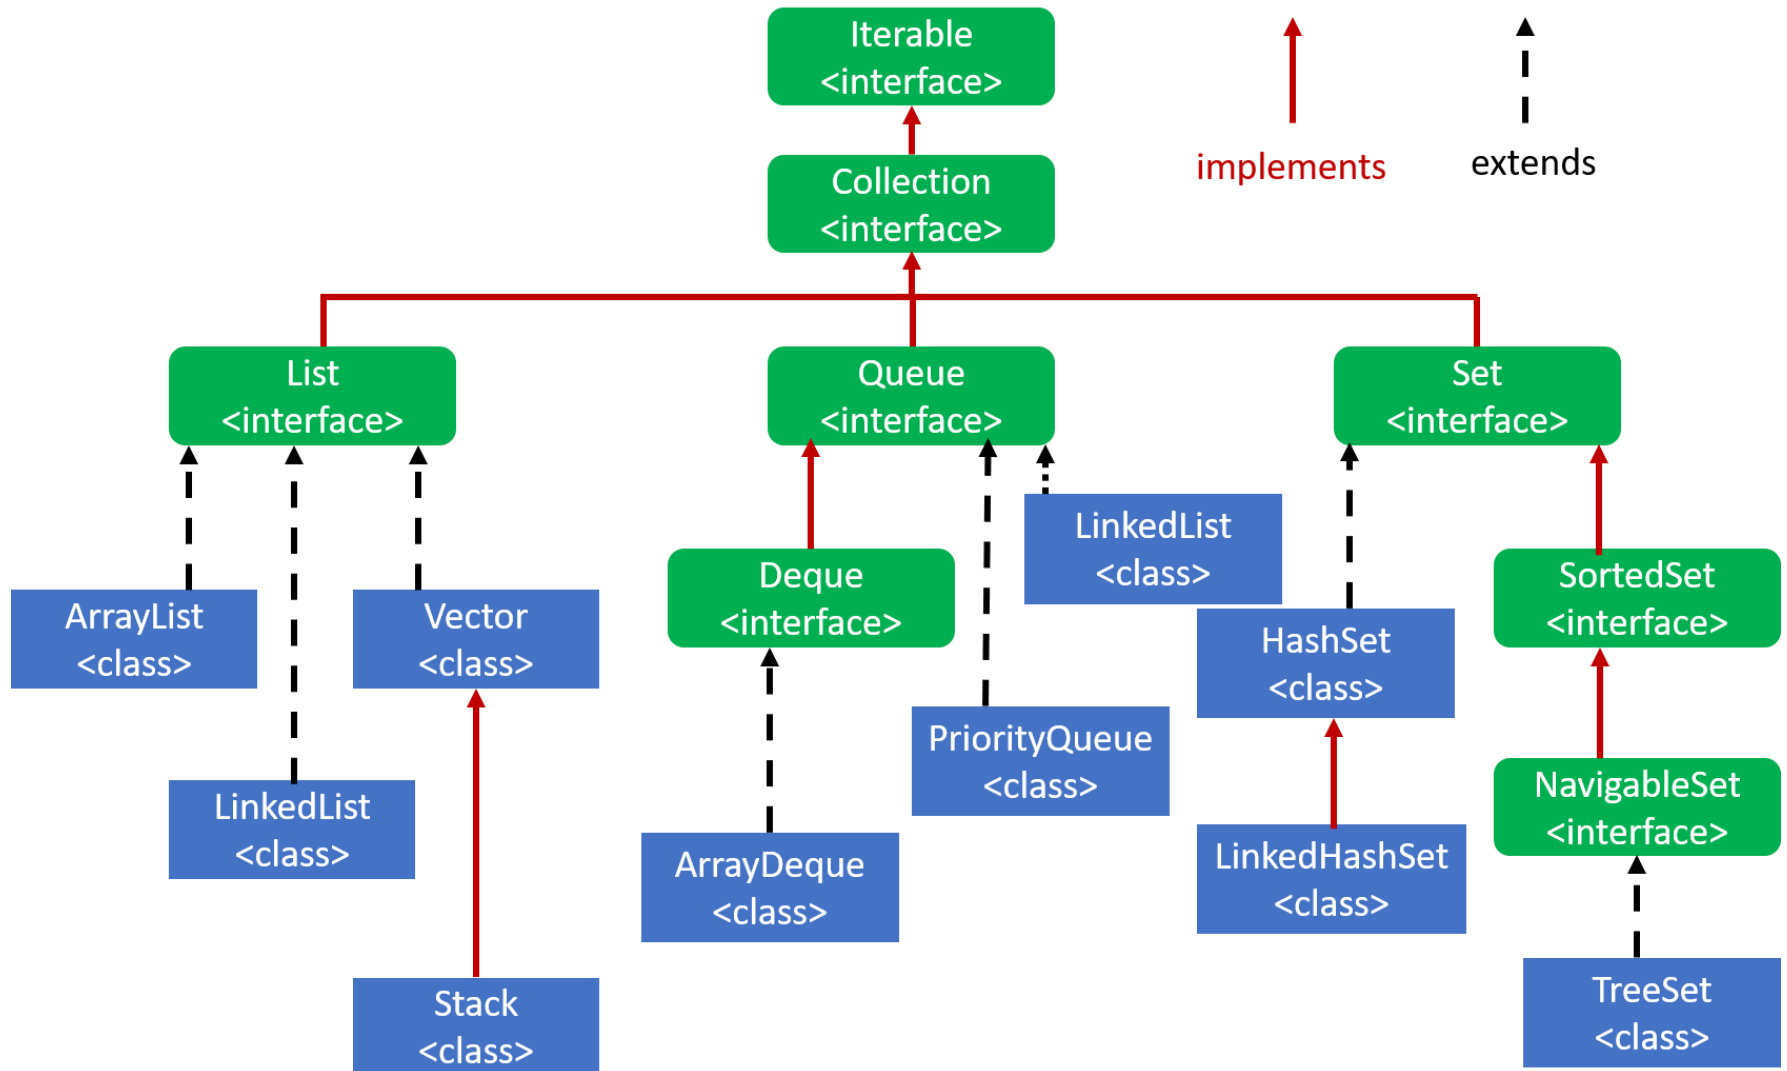 Iterable
<interface>
implements
extends
Collection
<interface>
List
<interface>
Queue
<interface>
Set
<interface>
LinkedList
<class>
Deque
<interface>
SortedSet
<interface>
ArrayList
<class>
Vector
<class>
HashSet
<class>
PriorityQueue
<class>
NavigableSet
<interface>
LinkedList
<class>
ArrayDeque
<class>
LinkedHashSet
<class>
Stack
<class>
TreeSet
<class>